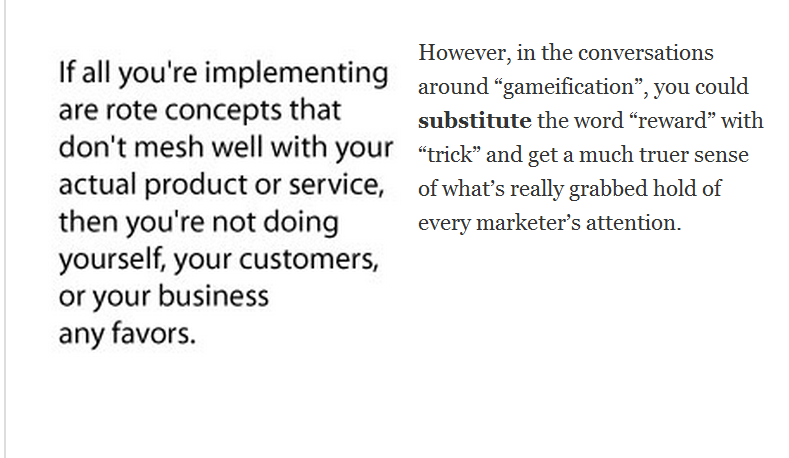 If all you're implementing
are rote concepts that
don't mesh well with your
actual product or service,
then you're not doing
yourself, your customers,
or your business
any favors.
However, in the conversations
around “gameification”, you could
substitute the word “reward” with
“trick” and get a much truer sense
of what’s really grabbed hold of
every marketer’s attention.